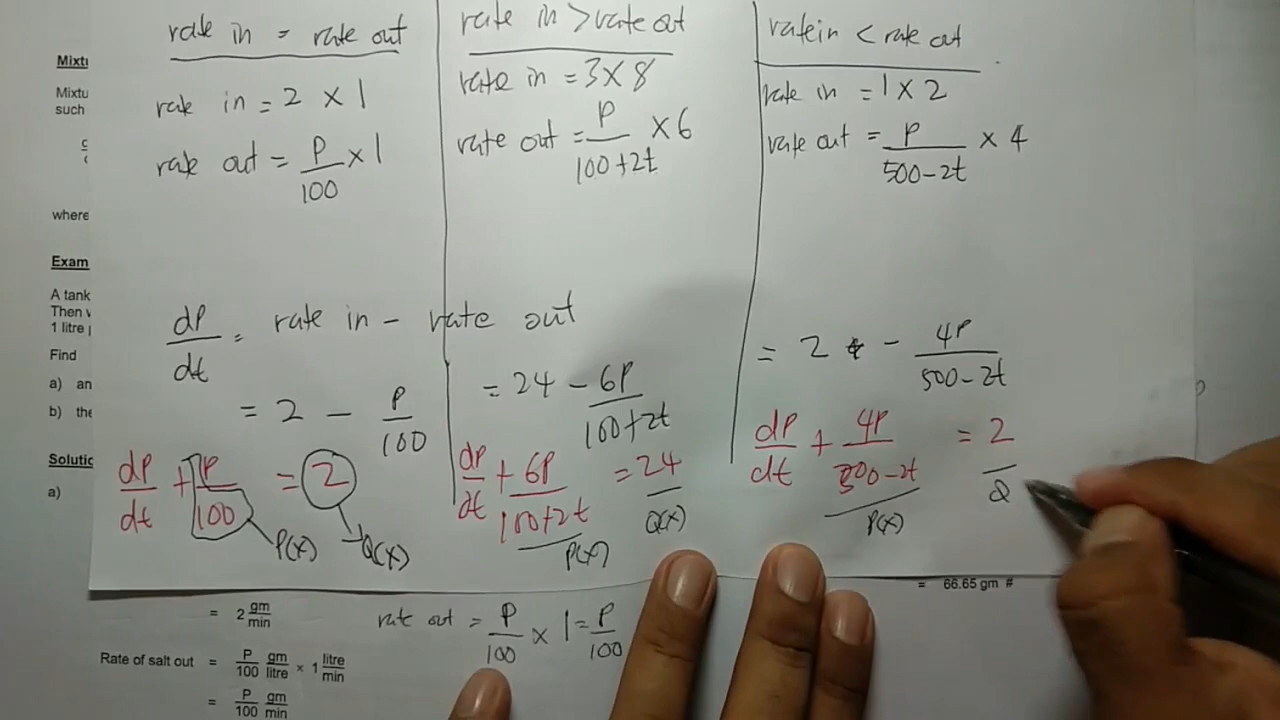 rate in = rate out
rate in = 2 × 1
rate out = P/100 × 1
rate in > rate out
rate in = 3 × 8
rate out = P/100+2t × 6
rate in < rate out
rate in = 1 × 2
rate out = P/500-2t × 4
dP/dt = rate in - rate out
= 2 - P/100
dP/dt + P/100 = 2
P(x) Q(x)
= 24 - 6P/100+2t
dP/dt + 6P/100+2t = 24
P(x) Q(x)
= 2 - 4P/500-2t
dP/dt + 4P/500-2t = 2
P(x) Q
Mixtu
Mixtu
such
where
Exam
A tank
Then w
1 litre
Find
a) an
b) the
Solutic
a)
= 66.65 gm #
= 2 gm/min
rate out = P/100 × 1 = P/100
Rate of salt out = P/100 gm/litre × 1 litre/min
= P/100 gm/min